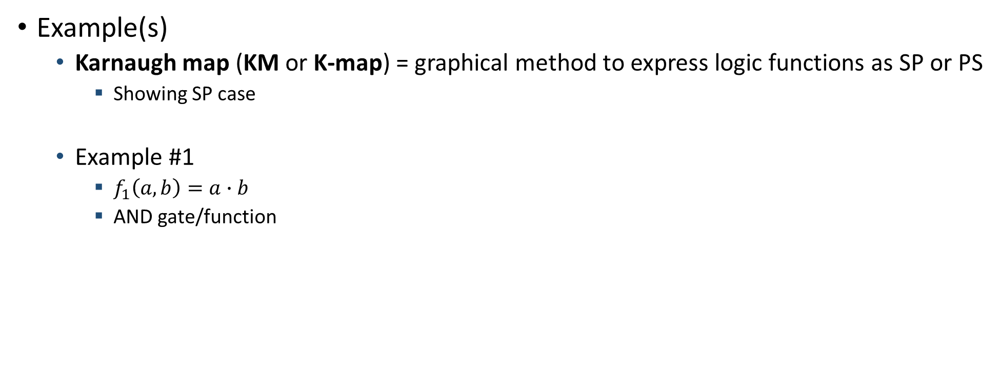 • Example(s)
• Karnaugh map (KM or K-map) = graphical method to express logic functions as SP or PS
▪ Showing SP case
• Example #1
▪ f₁(a, b) = a · b
▪ AND gate/function